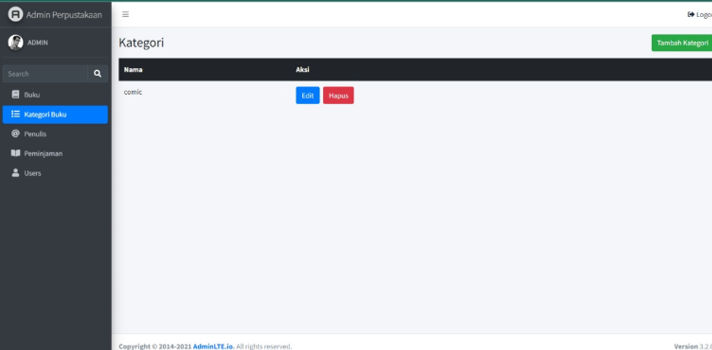 Admin Perpustakaan
ADMIN
Search
Buku
Kategori Buku
Penulis
Peminjaman
Users
Kategori
Tambah Kategori
Nama Aksi
comic Edit Hapus
Copyright © 2014-2021 AdminLTE.io. All rights reserved.
Version